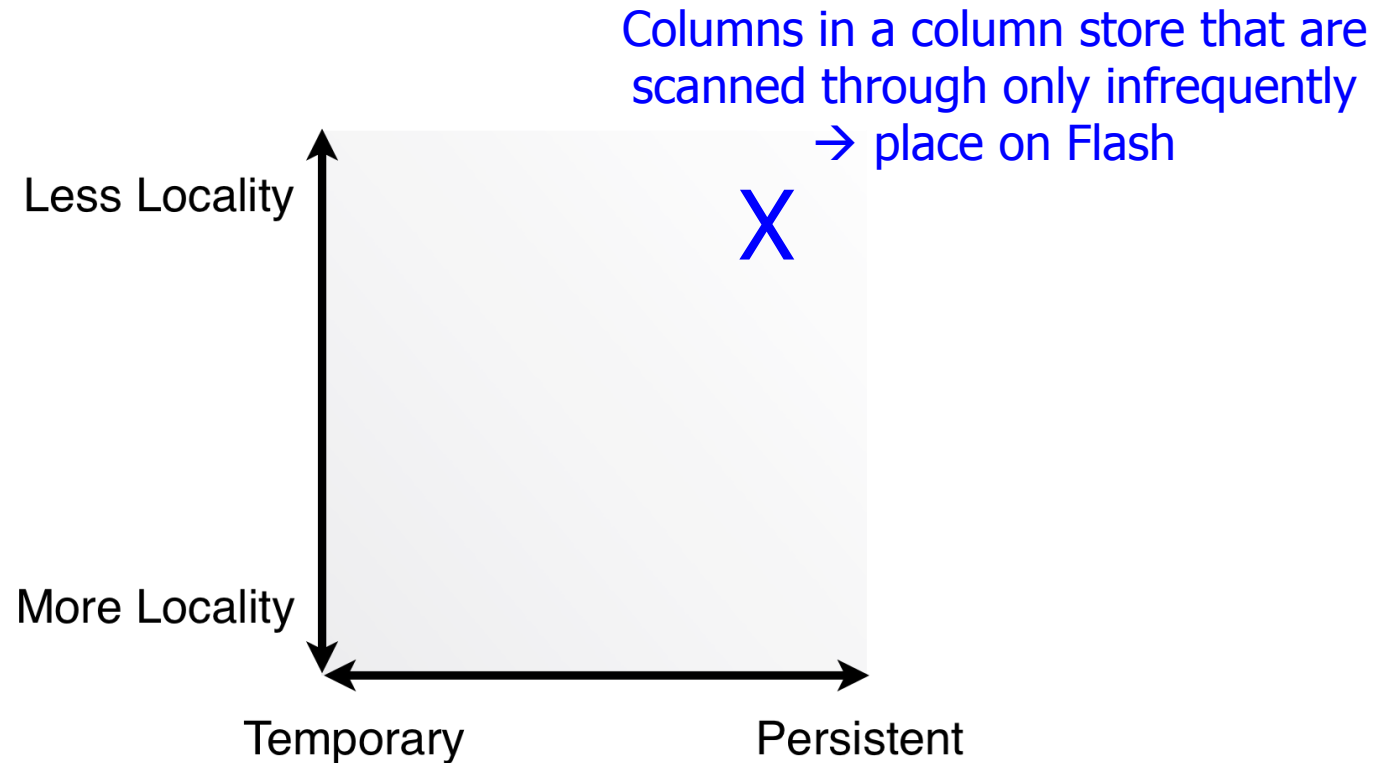 Columns in a column store that are
scanned through only infrequently
→ place on Flash
Less Locality
X
More Locality
Temporary
Persistent